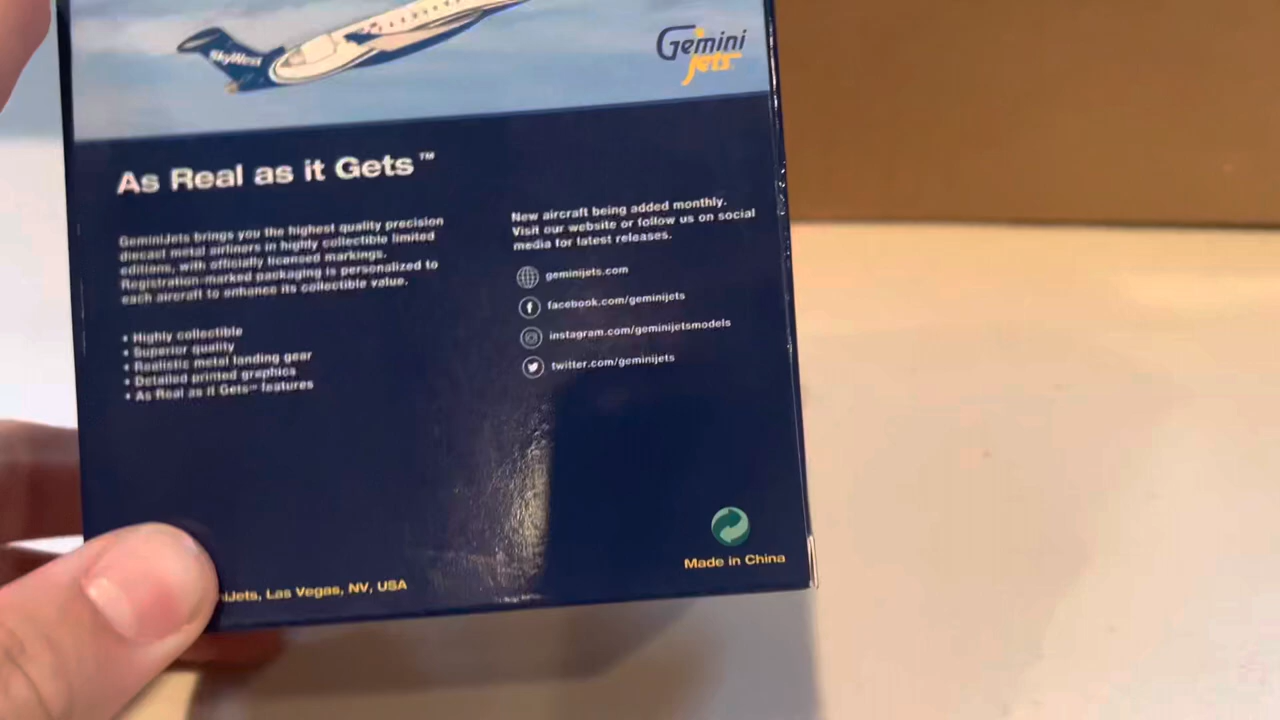 SkyWest
Gemini
Jets
As Real as it Gets™
GeminiJets brings you the highest quality precision
diecast metal airliners in highly collectible limited
editions, with officially licensed markings.
Registration-marked packaging is personalized to
each aircraft to enhance its collectible value.
• Highly collectible
• Superior quality
• Realistic metal landing gear
• Detailed printed graphics
• As Real as it Gets™ features
New aircraft being added monthly.
Visit our website or follow us on social
media for latest releases.
geminijets.com
facebook.com/geminijets
instagram.com/geminijetsmodels
twitter.com/geminijets
iJets, Las Vegas, NV, USA
Made in China